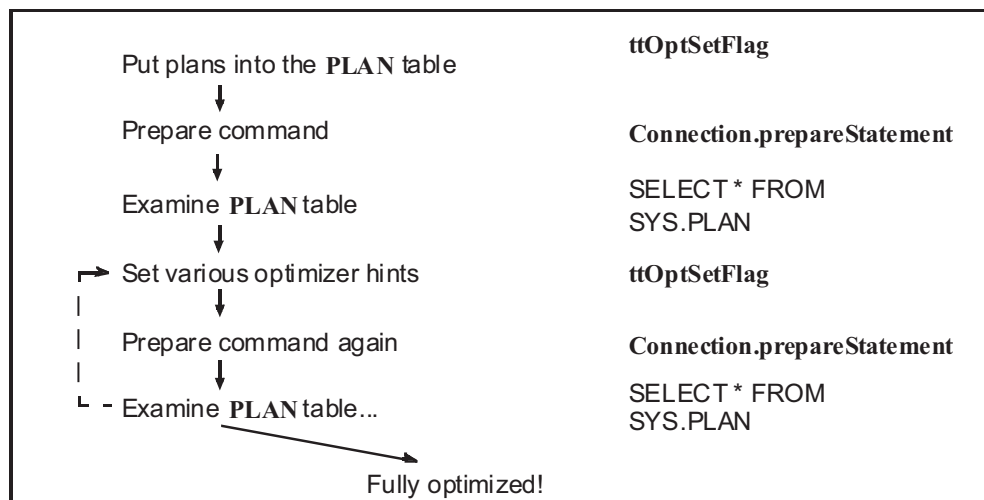 Put plans into the PLAN table
ttOptSetFlag
Prepare command
Connection.prepareStatement
Examine PLAN table
SELECT * FROM
SYS.PLAN
Set various optimizer hints
ttOptSetFlag
Prepare command again
Connection.prepareStatement
Examine PLAN table...
SELECT * FROM
SYS.PLAN
Fully optimized!